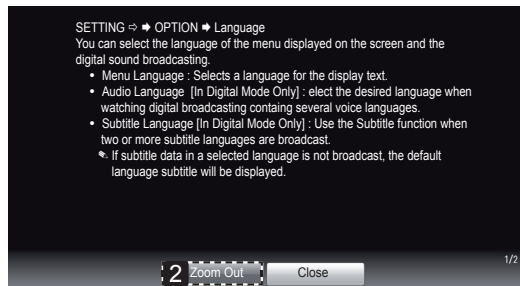 SETTING ⇨ ➡ OPTION ➡ Language
You can select the language of the menu displayed on the screen and the
digital sound broadcasting.
• Menu Language : Selects a language for the display text.
• Audio Language [In Digital Mode Only] : elect the desired language when
watching digital broadcasting containg several voice languages.
• Subtitle Language [In Digital Mode Only] : Use the Subtitle function when
two or more subtitle languages are broadcast.
✎ If subtitle data in a selected language is not broadcast, the default
language subtitle will be displayed.
1/2
2 Zoom Out Close